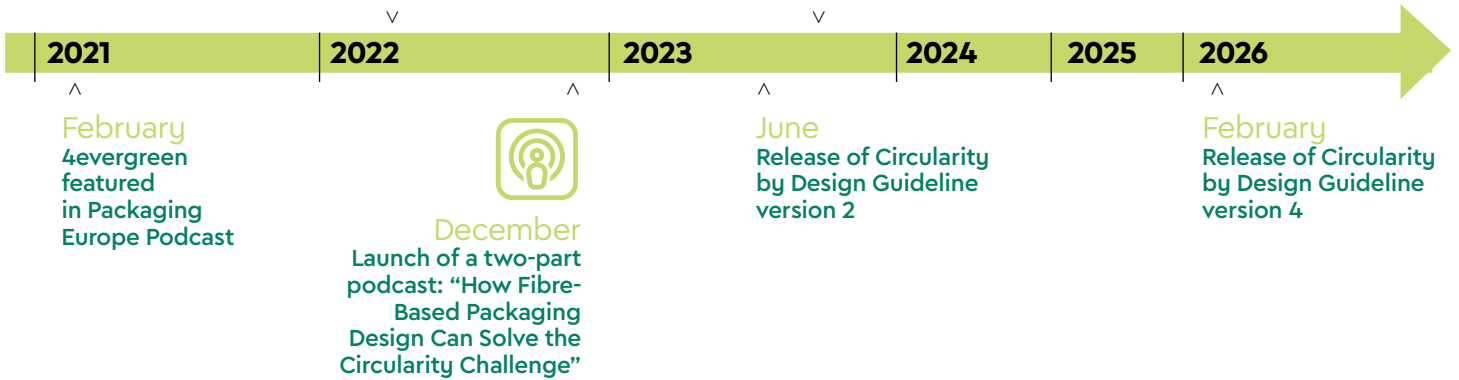 2021
2022
2023
2024
2025
2026
February
4evergreen
featured
in Packaging
Europe Podcast
December
Launch of a two-part
podcast: “How Fibre-
Based Packaging
Design Can Solve the
Circularity Challenge”
June
Release of Circularity
by Design Guideline
version 2
February
Release of Circularity
by Design Guideline
version 4